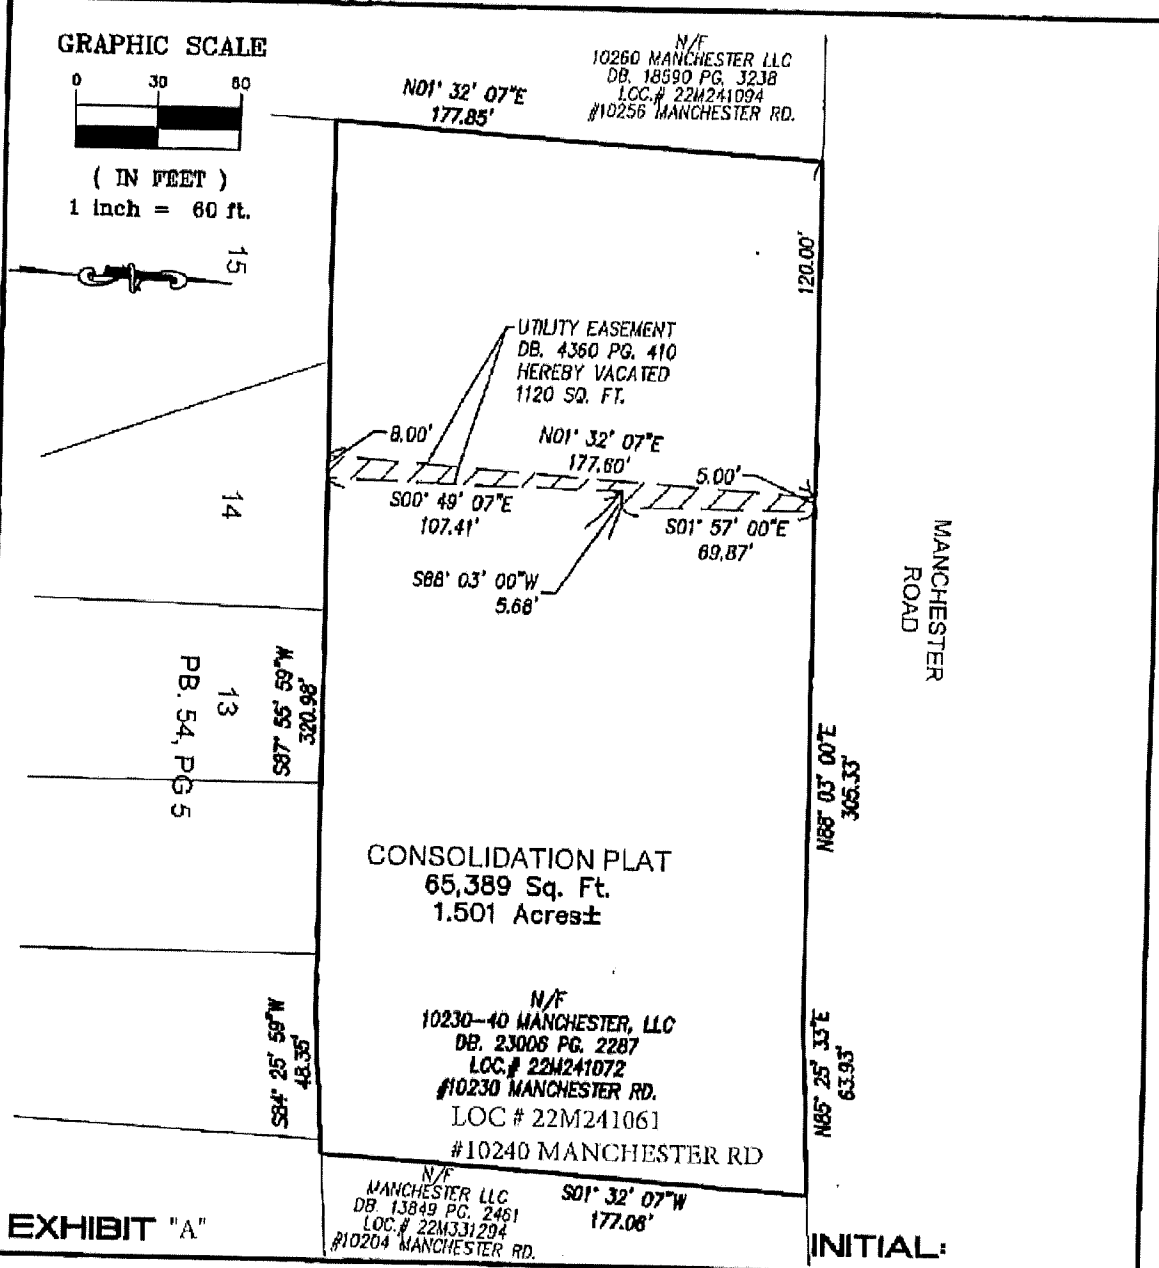 GRAPHIC SCALE
0 30 60
( IN FEET )
1 inch = 60 ft.
N/F
10260 MANCHESTER LLC
DB. 18590 PG. 3238
LOC.# 22M241094
#10256 MANCHESTER RD.
N01° 32' 07"E
177.85'
15
120.00'
UTILITY EASEMENT
DB. 4360 PG. 410
HEREBY VACATED
1120 SQ. FT.
8.00'
N01° 32' 07"E
177.60'
5.00'
S00° 49' 07"E
107.41'
S01° 57' 00"E
69.87'
S88° 03' 00"W
5.68'
14
MANCHESTER
ROAD
13
PB. 54, PG 5
S87° 55' 59"W
320.98'
N88° 03' 00"E
305.33'
CONSOLIDATION PLAT
65,389 Sq. Ft.
1.501 Acres±
N/F
10230-40 MANCHESTER, LLC
DB. 23006 PG. 2287
LOC.# 22M241072
#10230 MANCHESTER RD.
LOC # 22M241061
#10240 MANCHESTER RD
S84° 25' 59"W
48.35'
N85° 25' 33"E
63.93'
N/F
MANCHESTER LLC
DB. 13849 PG. 2461
LOC.# 22M331294
#10204 MANCHESTER RD.
S01° 32' 07"W
177.06'
EXHIBIT "A"
INITIAL: